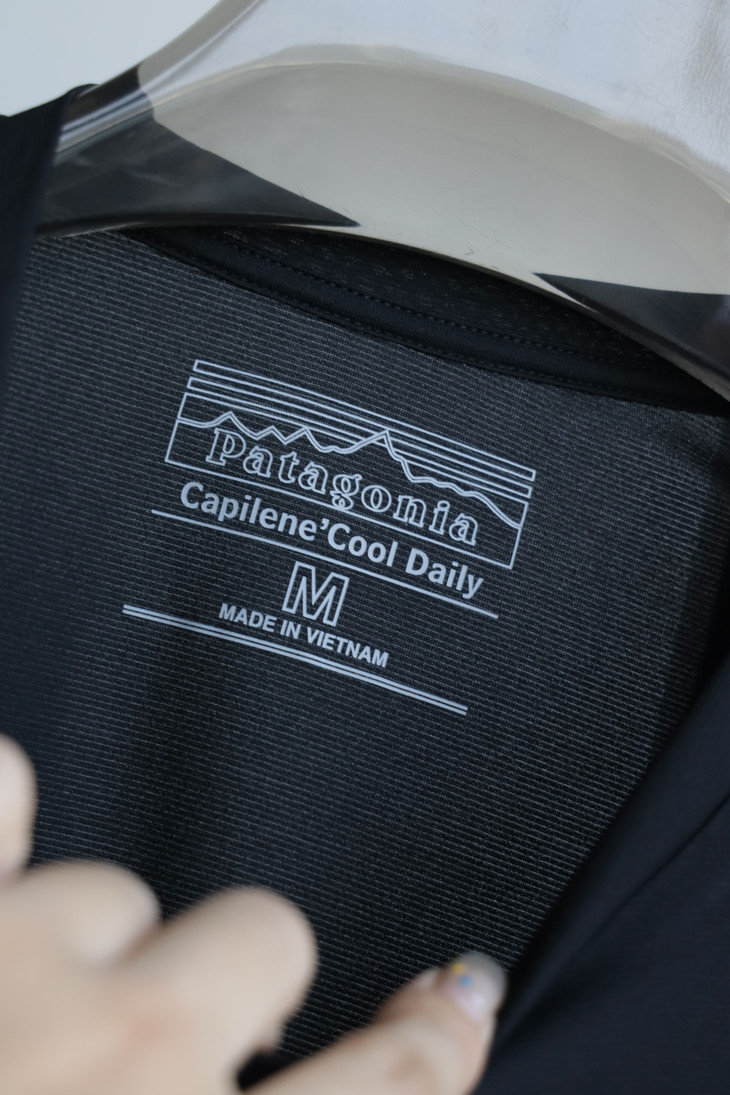 Patagonia
Capilene’Cool Daily
M
MADE IN VIETNAM